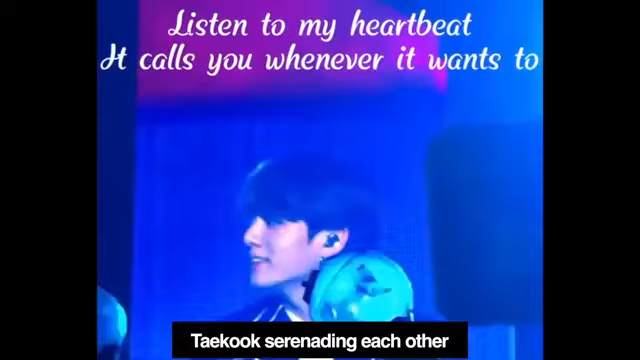 Listen to my heartbeat
It calls you whenever it wants to
Taekook serenading each other